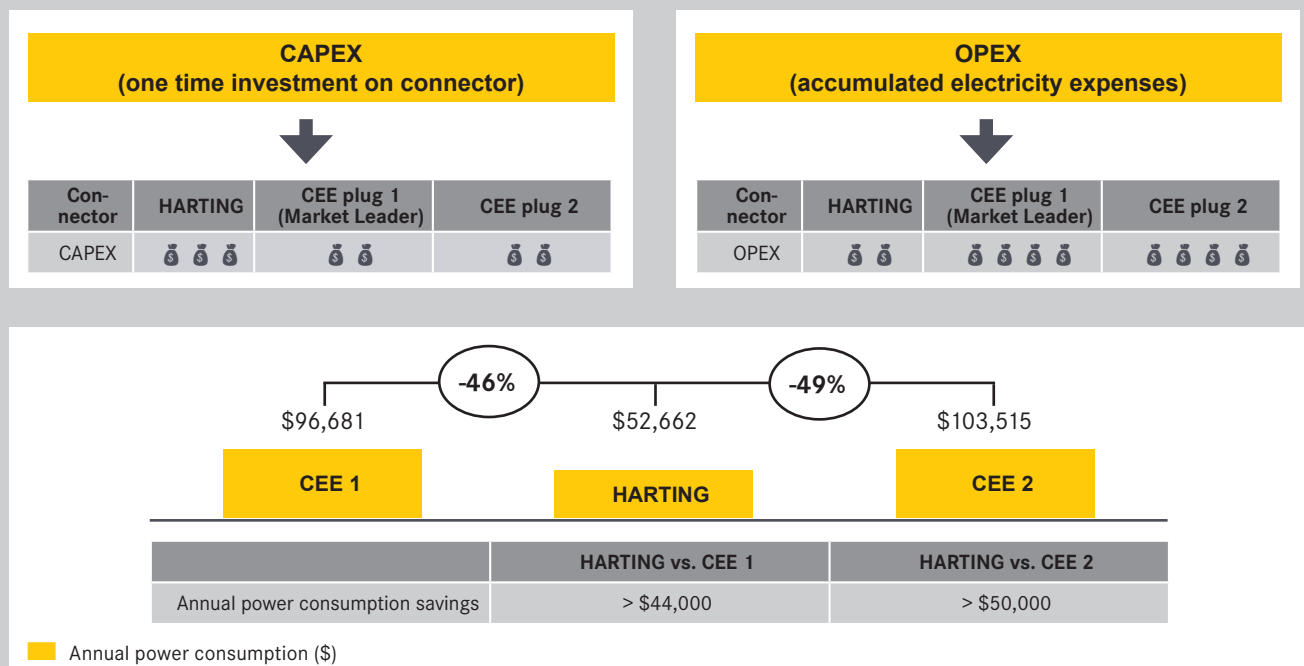 CAPEX
(one time investment on connector)
Con-
nector
HARTING
CEE plug 1
(Market Leader)
CEE plug 2
CAPEX
$ $ $
$ $
$ $
OPEX
(accumulated electricity expenses)
Con-
nector
HARTING
CEE plug 1
(Market Leader)
CEE plug 2
OPEX
$ $
$ $ $ $
$ $ $ $
-46%
-49%
$96,681
$52,662
$103,515
CEE 1
HARTING
CEE 2
HARTING vs. CEE 1
HARTING vs. CEE 2
Annual power consumption savings
> $44,000
> $50,000
Annual power consumption ($)